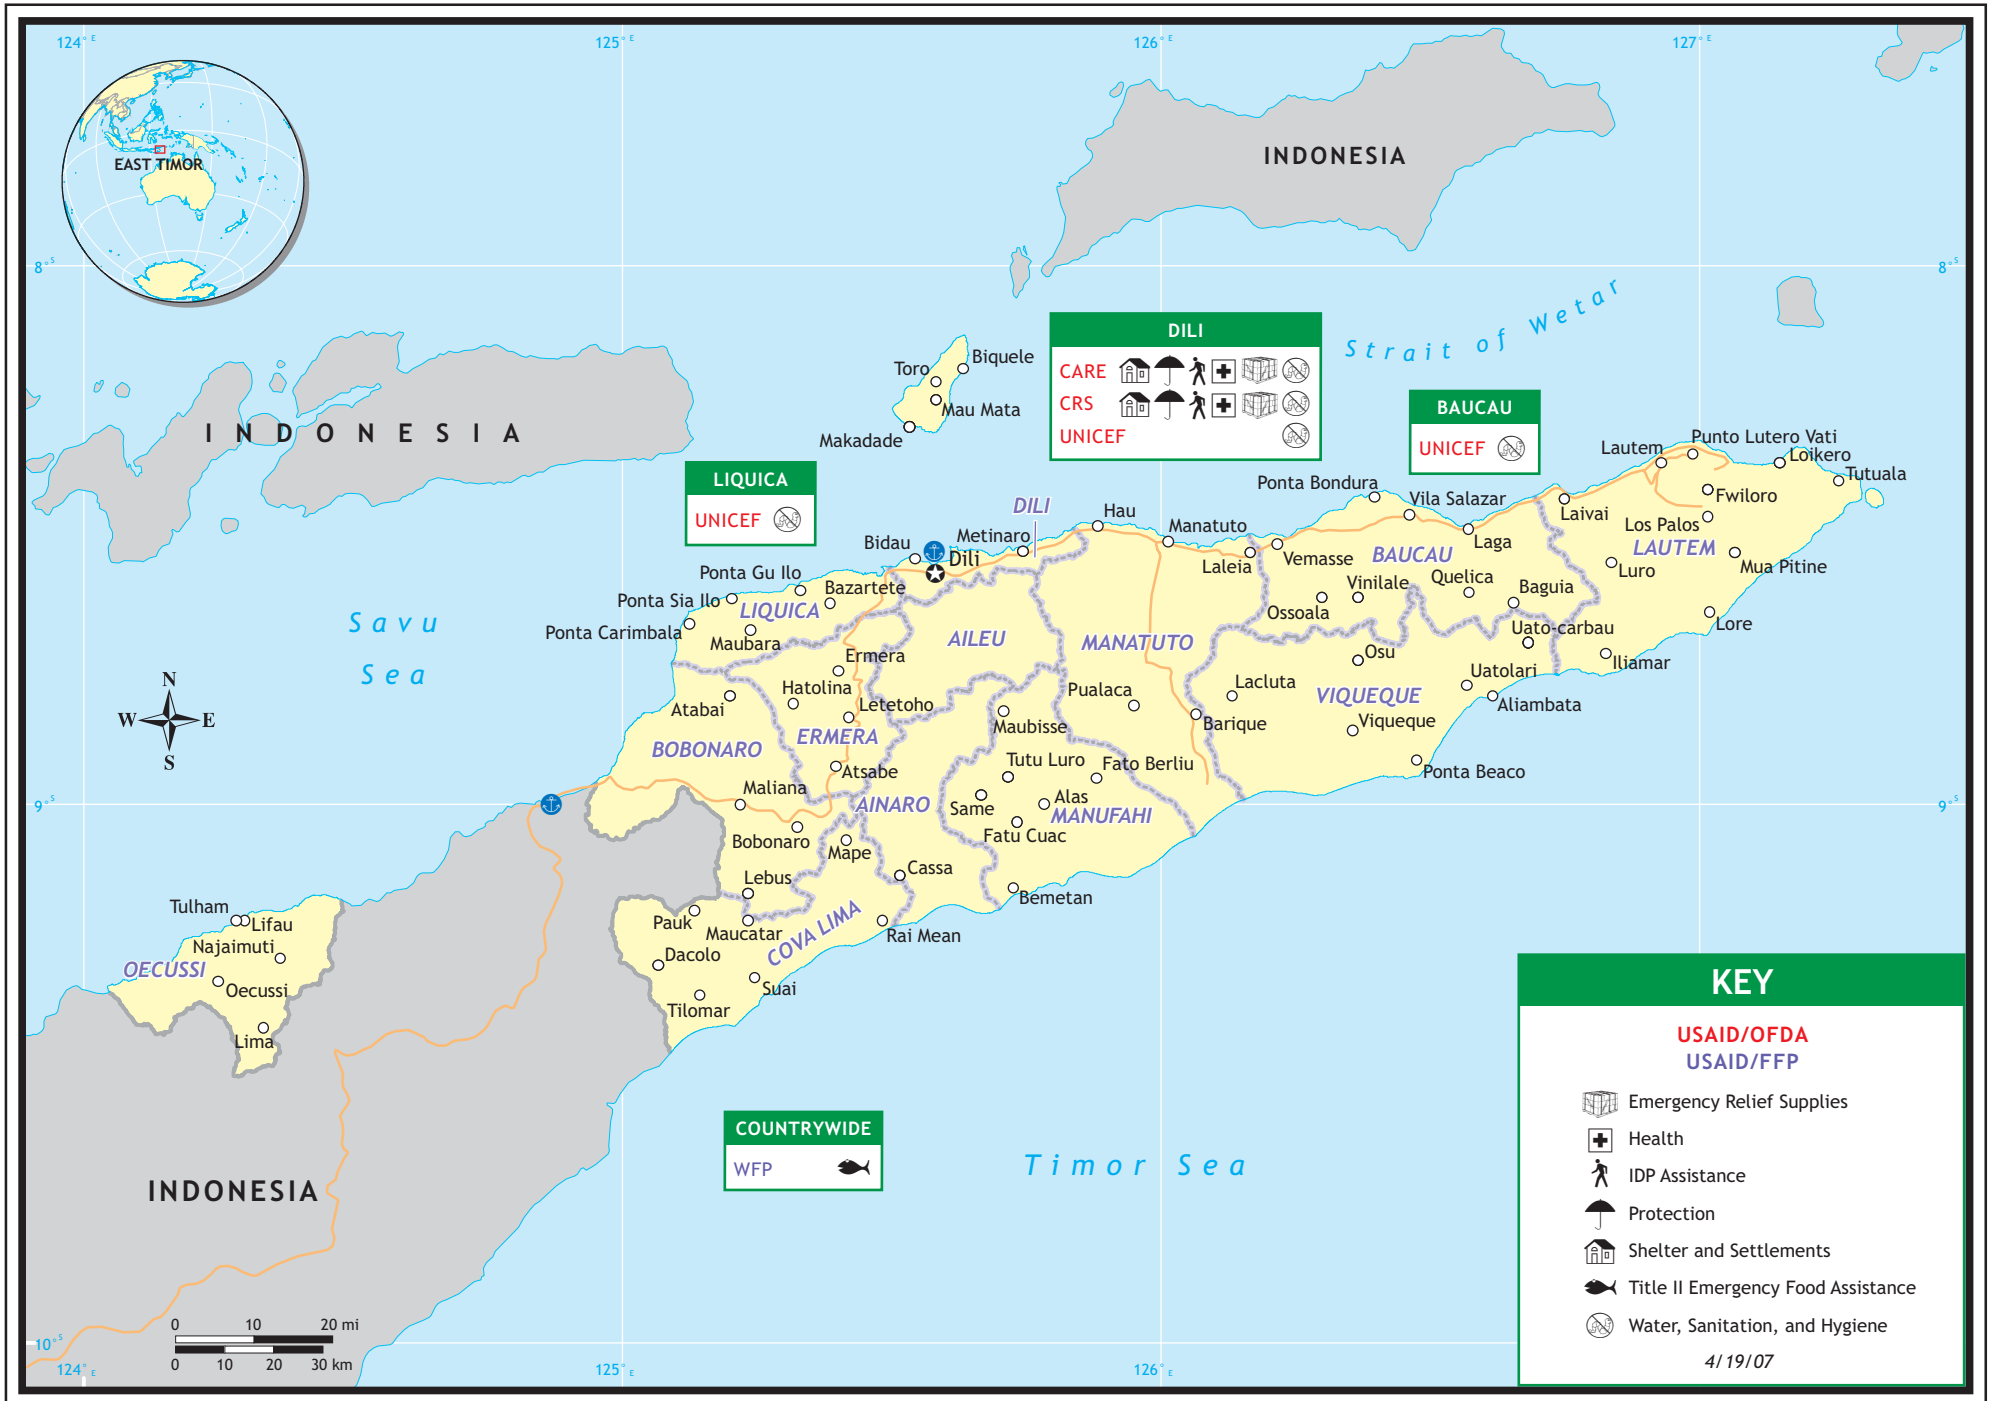 124° E
125° E
126° E
127° E
EAST TIMOR
INDONESIA
8° S
8° S
Strait of Wetar
INDONESIA
DILI
CARE
CRS
UNICEF
BAUCAU
UNICEF
LIQUICA
UNICEF
Biquele
Toro
Mau Mata
Makadade
Punto Lutero Vati
Lautem
Loikero
Tutuala
Ponta Bondura
Vila Salazar
Fwiloro
Laivai
Los Palos
LAUTEM
DILI
Hau
Manatuto
Metinaro
Bidau
Dili
Laga
BAUCAU
Vemasse
Laleia
Luro
Mua Pitine
Ponta Gu Ilo
Bazartete
Vinilale
Quelica
Baguia
Ponta Sia Ilo
LIQUICA
Ossoala
Lore
Ponta Carimbala
Maubara
AILEU
MANATUTO
Uato-carbau
Savu
Sea
Ermera
Osu
Iliamar
Uatolari
Hatolina
Pualaca
Lacluta
VIQUEQUE
Aliambata
Atabai
Letetoho
Maubisse
Barique
Viqueque
N
W
E
S
BOBONARO
ERMERA
Tutu Luro
Fato Berliu
Atsabe
Ponta Beaco
Maliana
AINARO
Same
Alas
MANUFAHI
9° S
9° S
Bobonaro
Mape
Fatu Cuac
Cassa
Lebus
Bemetan
Tulham
Lifau
Pauk
Maucatar
COVA LIMA
Rai Mean
Najaimuti
Dacolo
OECUSSI
Oecussi
Suai
Tilomar
Lima
COUNTRYWIDE
WFP
Timor Sea
INDONESIA
KEY
USAID/OFDA
USAID/FFP
Emergency Relief Supplies
Health
IDP Assistance
Protection
Shelter and Settlements
Title II Emergency Food Assistance
Water, Sanitation, and Hygiene
4/19/07
0 10 20 mi
0 10 20 30 km
10° S
124° E
125° E
126° E